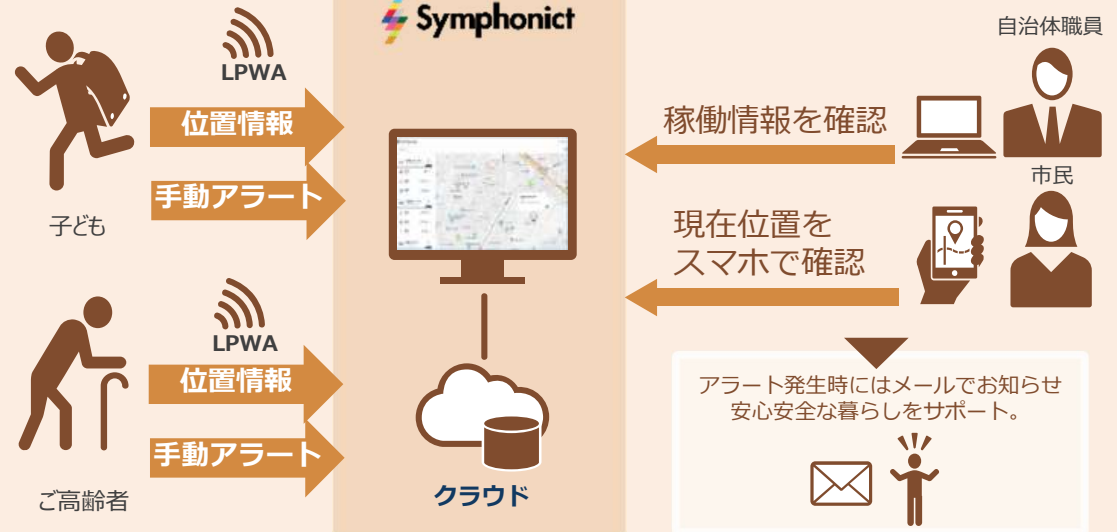 Symphonict
LPWA
位置情報
手動アラート
子ども
LPWA
位置情報
手動アラート
ご高齢者
クラウド
自治体職員
稼働情報を確認
市民
現在位置を
スマホで確認
アラート発生時にはメールでお知らせ
安心安全な暮らしをサポート。